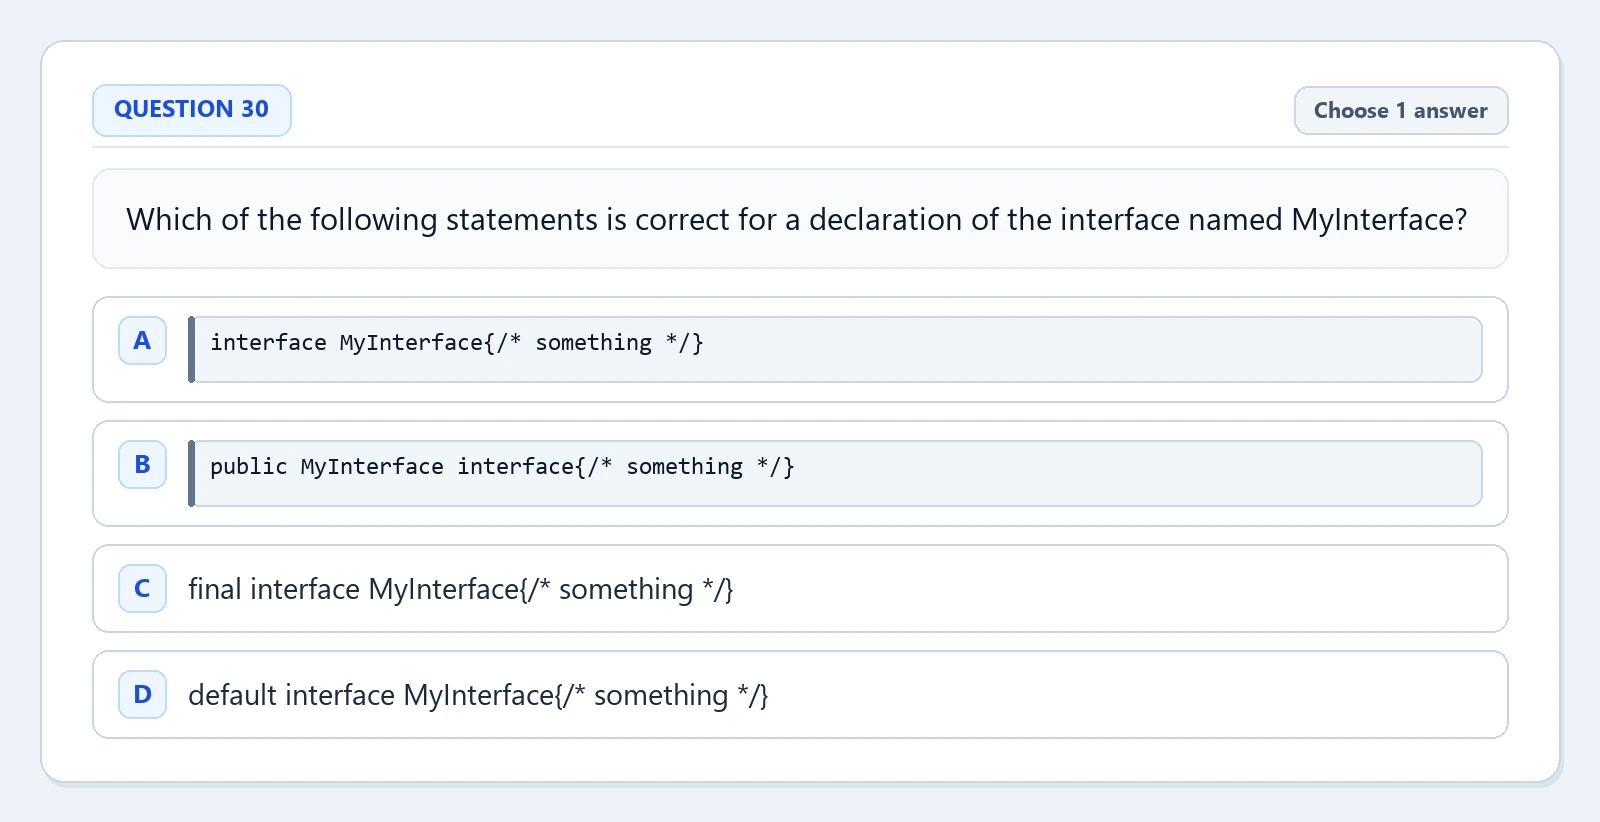 QUESTION 30
Choose 1 answer
Which of the following statements is correct for a declaration of the interface named MyInterface?
A
interface MyInterface{/* something */}
B
public MyInterface interface{/* something */}
C
final interface MyInterface{/* something */}
D
default interface MyInterface{/* something */}